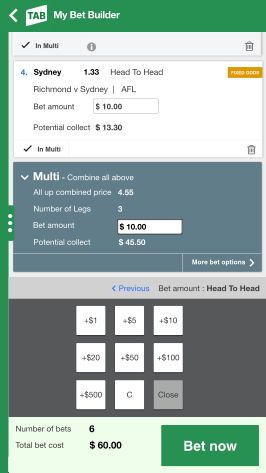 TAB My Bet Builder
In Multi
4. Sydney 1.33 Head To Head FIXED ODDS
Richmond v Sydney | AFL
Bet amount $ 10.00
Potential collect $ 13.30
In Multi
Multi - Combine all above
All up combined price 4.55
Number of Legs 3
Bet amount $ 10.00
Potential collect $ 45.50
More bet options
Previous Bet amount : Head To Head
+$1 +$5 +$10
+$20 +$50 +$100
+$500 C Close
Number of bets 6
Total bet cost $ 60.00
Bet now